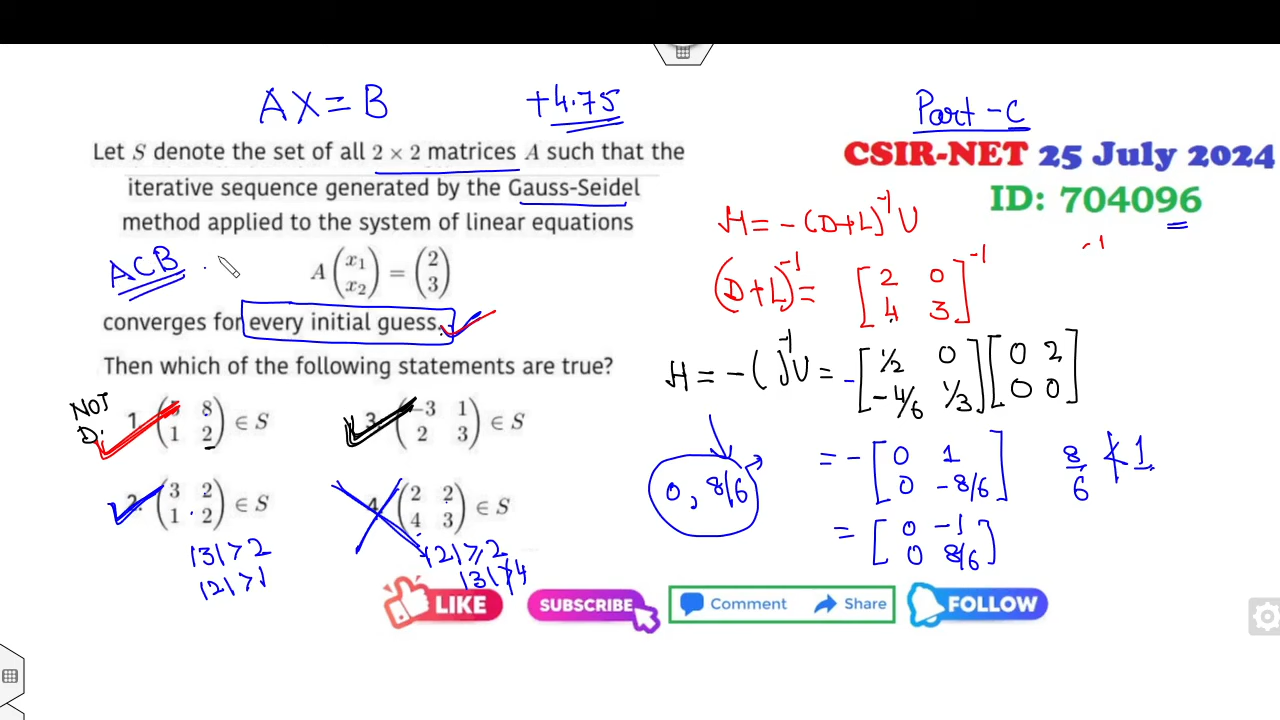 AX = B
+4.75
Part-C
Let S denote the set of all 2 × 2 matrices A such that the
iterative sequence generated by the Gauss-Seidel
method applied to the system of linear equations
A (x₁ x₂) = (2 3)
ACB
converges for every initial guess.
Then which of the following statements are true?
NOT
D.
1. ( 8
1 2) ∈ S
3. (−3 1
2 3) ∈ S
2. (3 2
1 2) ∈ S
4. (2 2
4 3) ∈ S
|3| > 2
|2| > 1
|2| ≥ 2
|3| ≯ 4
CSIR-NET 25 July 2024
ID: 704096
H = -(D+L)⁻¹ U
-1
(D+L)⁻¹ = [2 0
4 3]⁻¹
H = -( )⁻¹U = -[1/2 0
-4/6 1/3] [0 2
0 0]
= -[0 1
0 -8/6]
8/6 ≮ 1
0, 8/6
= [0 -1
0 8/6]
LIKE
SUBSCRIBE
Comment
Share
FOLLOW